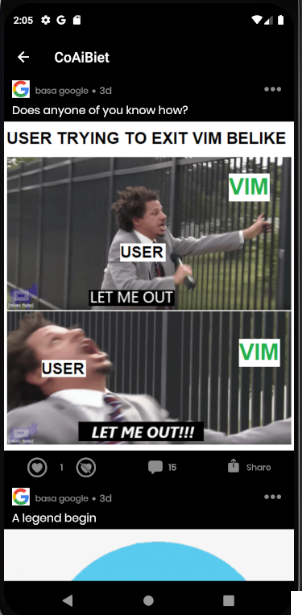 2:05
CoAiBiet
basa google • 3d
Does anyone of you know how?
USER TRYING TO EXIT VIM BELIKE
VIM
USER
LET ME OUT
VIM
USER
LET ME OUT!!!
1
15
Share
basa google • 3d
A legend begin